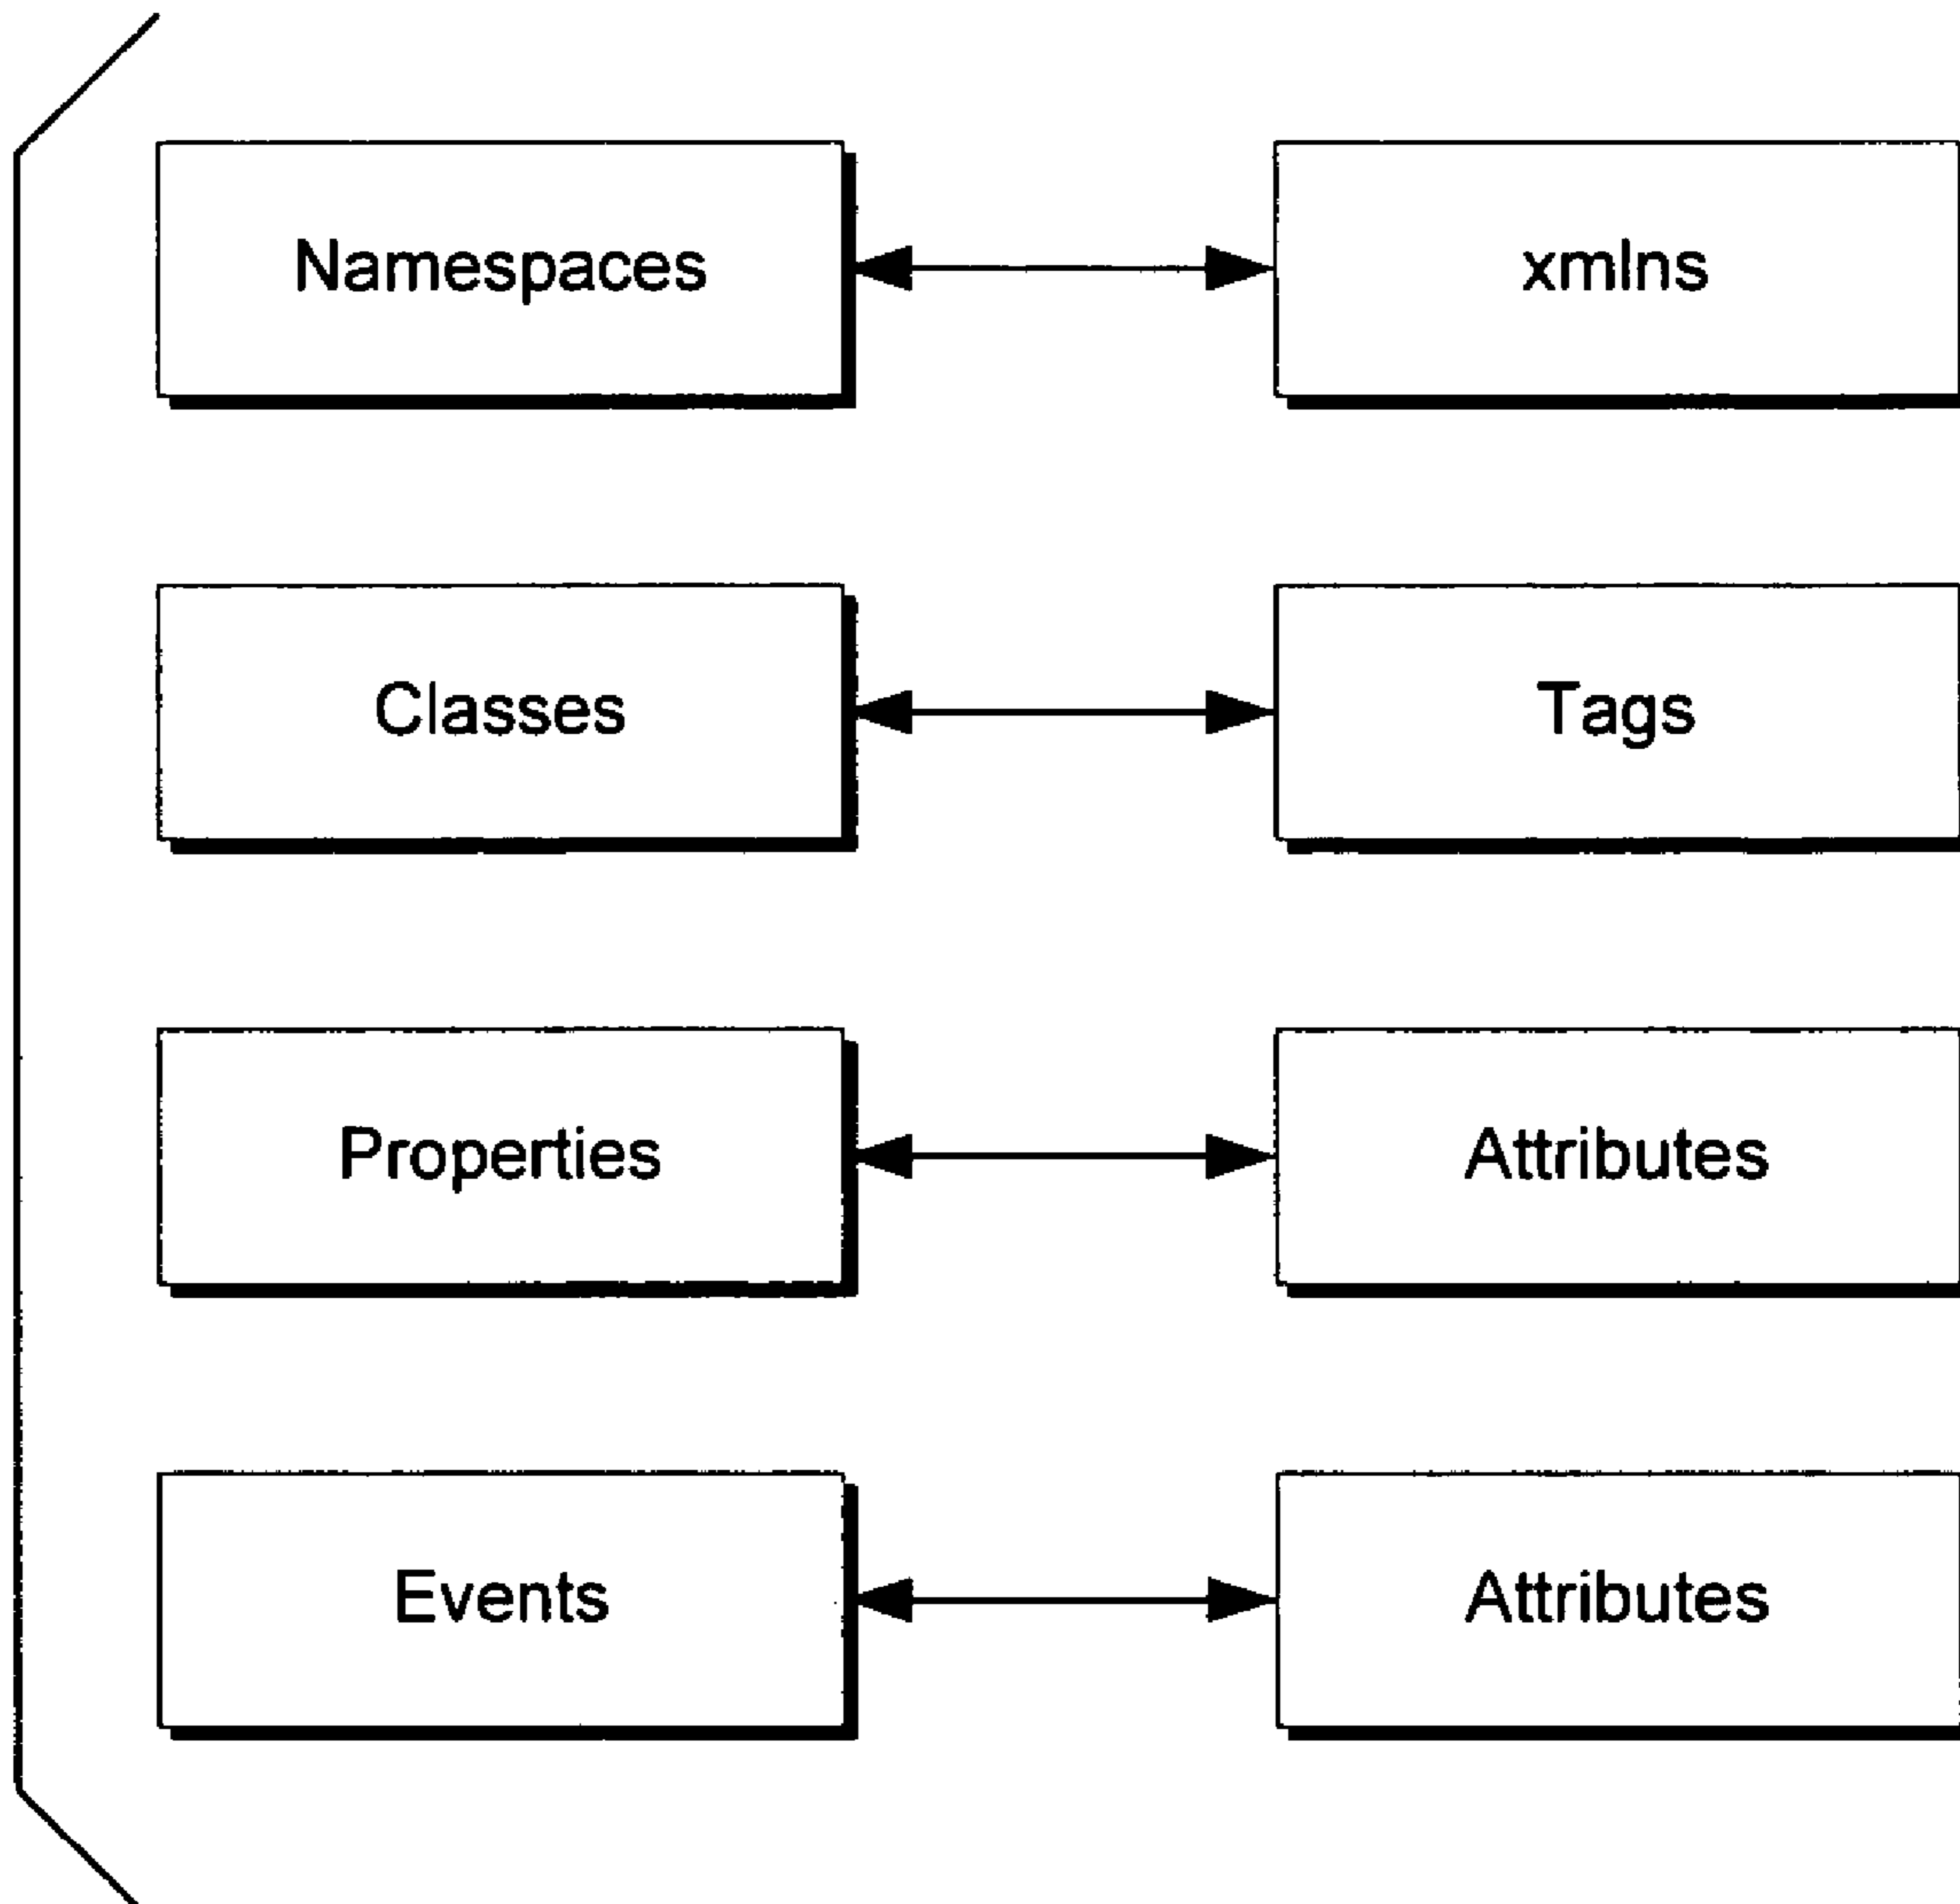 Namespaces
xmlns
Classes
Tags
Properties
Attributes
Events
Attributes